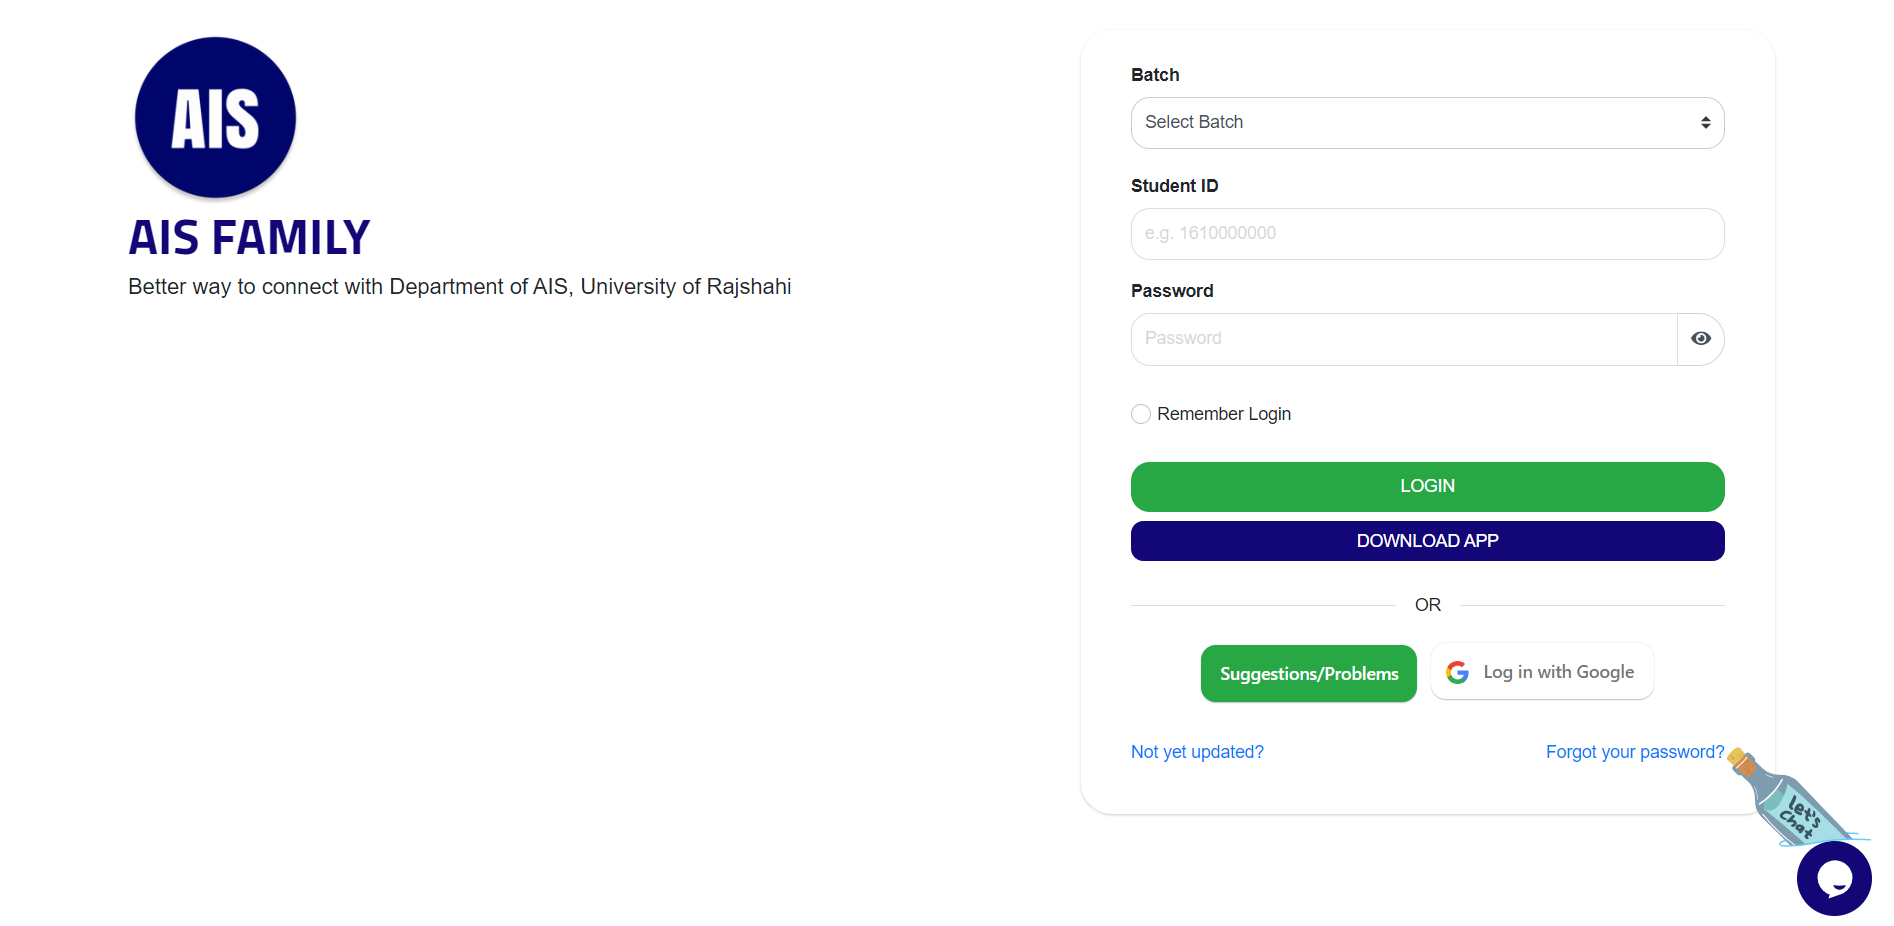 AIS
AIS FAMILY
Better way to connect with Department of AIS, University of Rajshahi
Batch
Select Batch
Student ID
e.g. 1610000000
Password
Password
Remember Login
LOGIN
DOWNLOAD APP
OR
Suggestions/Problems
Log in with Google
Not yet updated?
Forgot your password?
Let's
chat